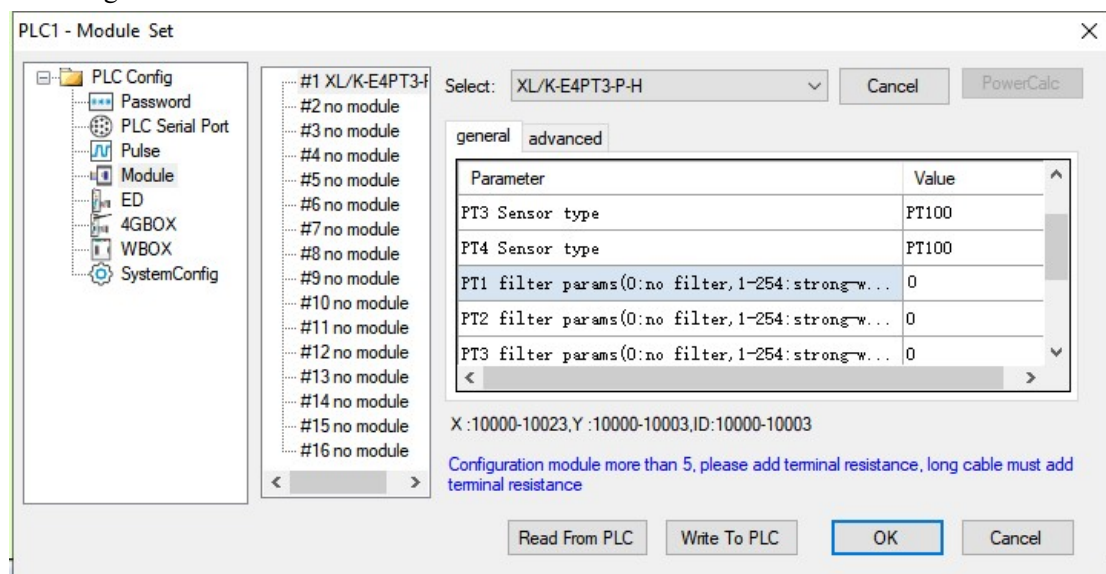 PLC1 - Module Set
PLC Config
Password
PLC Serial Port
Pulse
Module
ED
4GBOX
WBOX
SystemConfig
#1 XL/K-E4PT3-F
#2 no module
#3 no module
#4 no module
#5 no module
#6 no module
#7 no module
#8 no module
#9 no module
#10 no module
#11 no module
#12 no module
#13 no module
#14 no module
#15 no module
#16 no module
Select: XL/K-E4PT3-P-H Cancel PowerCalc
general advanced
Parameter Value
PT3 Sensor type PT100
PT4 Sensor type PT100
PT1 filter params(0:no filter,1-254:strong-w... 0
PT2 filter params(0:no filter,1-254:strong-w... 0
PT3 filter params(0:no filter,1-254:strong-w... 0
X :10000-10023,Y :10000-10003,ID:10000-10003
Configuration module more than 5, please add terminal resistance, long cable must add
terminal resistance
Read From PLC Write To PLC OK Cancel